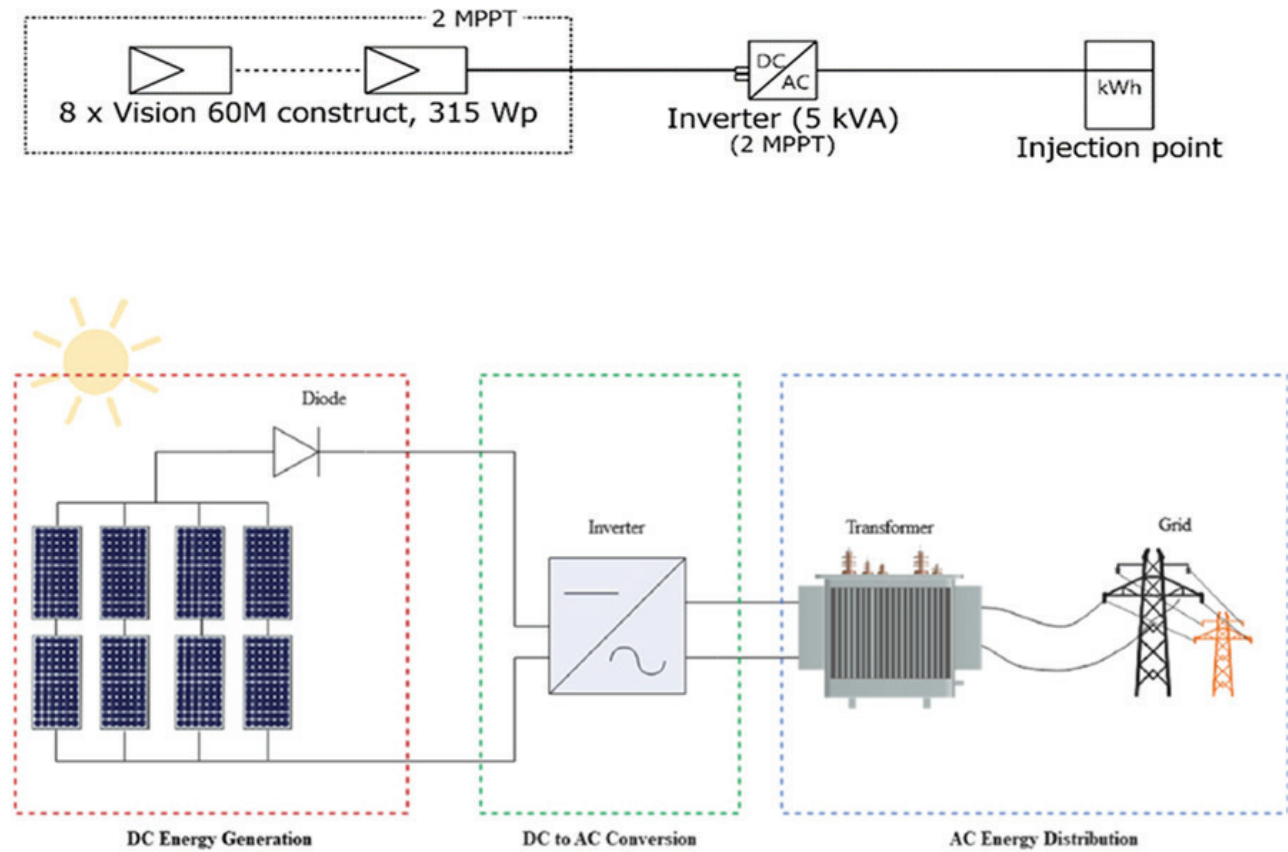 2 MPPT
8 x Vision 60M construct, 315 Wp
DC
AC
Inverter (5 kVA)
(2 MPPT)
kWh
Injection point
Diode
Inverter
Transformer
Grid
DC Energy Generation
DC to AC Conversion
AC Energy Distribution